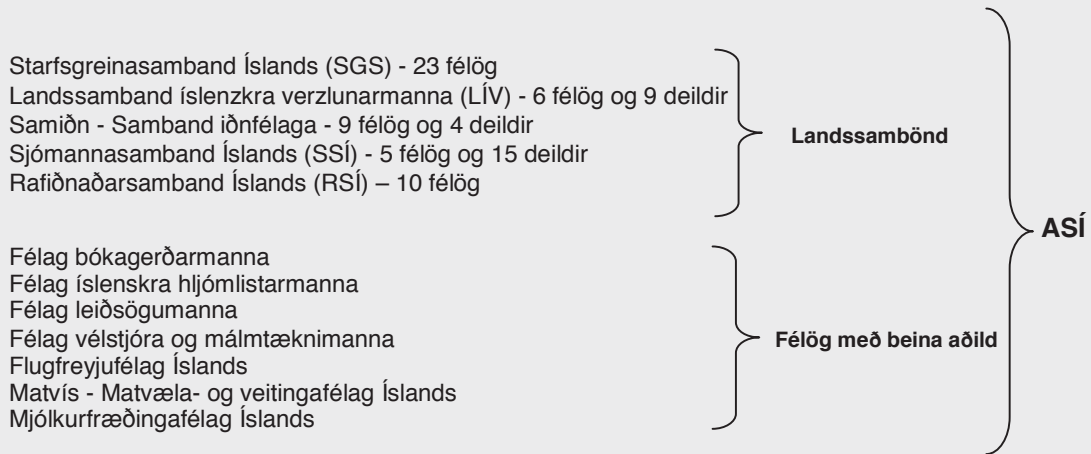 Starfsgreinasamband Íslands (SGS) - 23 félög
Landssamband íslenzkra verzlunarmanna (LÍV) - 6 félög og 9 deildir
Samiðn - Samband iðnfélaga - 9 félög og 4 deildir
Sjómannasamband Íslands (SSÍ) - 5 félög og 15 deildir
Rafiðnaðarsamband Íslands (RSÍ) – 10 félög
Landssambönd
Félag bókagerðarmanna
Félag íslenskra hljómlistarmanna
Félag leiðsögumanna
Félag vélstjóra og málmtæknimanna
Flugfreyjufélag Íslands
Matvís - Matvæla- og veitingafélag Íslands
Mjólkurfræðingafélag Íslands
Félög með beina aðild
ASÍ